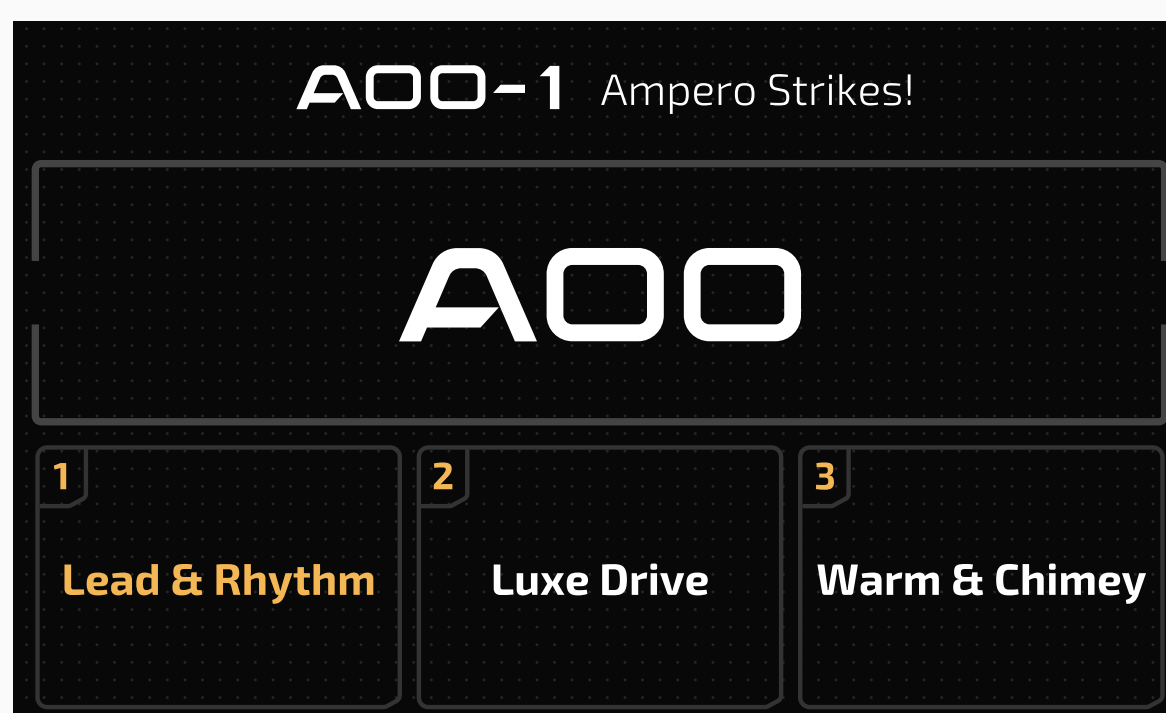 A00-1 Ampero Strikes!
A00
1
2
3
Lead & Rhythm
Luxe Drive
Warm & Chimey